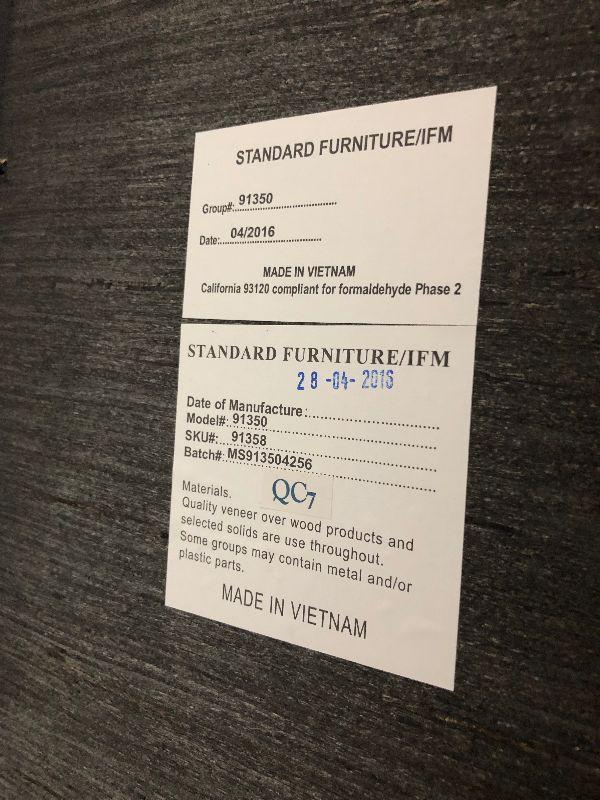 STANDARD FURNITURE/IFM
Group#: 91350
Date: 04/2016
MADE IN VIETNAM
California 93120 compliant for formaldehyde Phase 2
STANDARD FURNITURE/IFM
28-04-2016
Date of Manufacture:
Model#: 91350
SKU#: 91358
Batch#: MS913504256
QC7
Materials.
Quality veneer over wood products and
selected solids are use throughout.
Some groups may contain metal and/or
plastic parts.
MADE IN VIETNAM